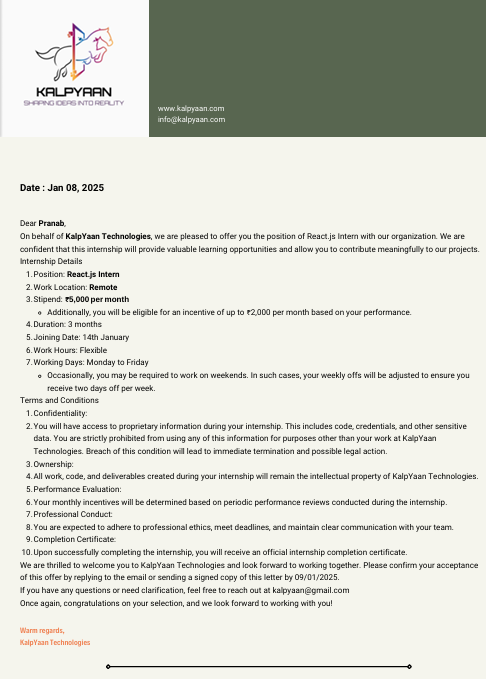 KALPYAAN
SHAPING IDEAS INTO REALITY
www.kalpyaan.com
info@kalpyaan.com
Date : Jan 08, 2025
Dear Pranab,
On behalf of KalpYaan Technologies, we are pleased to offer you the position of React.js Intern with our organization. We are
confident that this internship will provide valuable learning opportunities and allow you to contribute meaningfully to our projects.
Internship Details
1. Position: React.js Intern
2. Work Location: Remote
3. Stipend: ₹5,000 per month
Additionally, you will be eligible for an incentive of up to ₹2,000 per month based on your performance.
4. Duration: 3 months
5. Joining Date: 14th January
6. Work Hours: Flexible
7. Working Days: Monday to Friday
Occasionally, you may be required to work on weekends. In such cases, your weekly offs will be adjusted to ensure you
receive two days off per week.
Terms and Conditions
1. Confidentiality:
2. You will have access to proprietary information during your internship. This includes code, credentials, and other sensitive
data. You are strictly prohibited from using any of this information for purposes other than your work at KalpYaan
Technologies. Breach of this condition will lead to immediate termination and possible legal action.
3. Ownership:
4. All work, code, and deliverables created during your internship will remain the intellectual property of KalpYaan Technologies.
5. Performance Evaluation:
6. Your monthly incentives will be determined based on periodic performance reviews conducted during the internship.
7. Professional Conduct:
8. You are expected to adhere to professional ethics, meet deadlines, and maintain clear communication with your team.
9. Completion Certificate:
10. Upon successfully completing the internship, you will receive an official internship completion certificate.
We are thrilled to welcome you to KalpYaan Technologies and look forward to working together. Please confirm your acceptance
of this offer by replying to the email or sending a signed copy of this letter by 09/01/2025.
If you have any questions or need clarification, feel free to reach out at kalpyaan@gmail.com
Once again, congratulations on your selection, and we look forward to working with you!
Warm regards,
KalpYaan Technologies